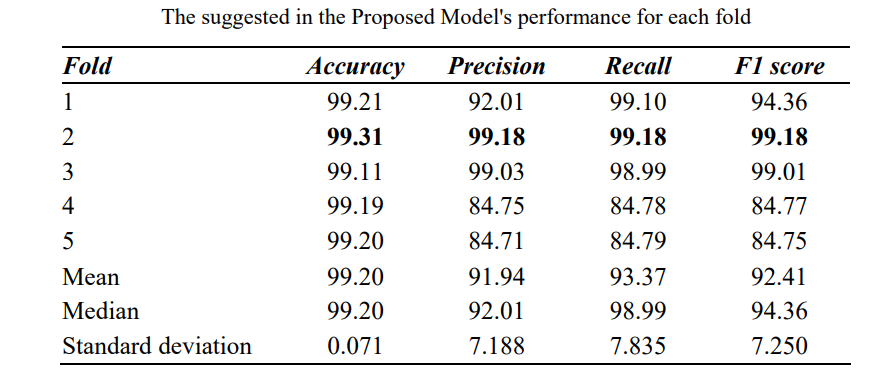 The suggested in the Proposed Model's performance for each fold
Fold Accuracy Precision Recall F1 score
1 99.21 92.01 99.10 94.36
2 99.31 99.18 99.18 99.18
3 99.11 99.03 98.99 99.01
4 99.19 84.75 84.78 84.77
5 99.20 84.71 84.79 84.75
Mean 99.20 91.94 93.37 92.41
Median 99.20 92.01 98.99 94.36
Standard deviation 0.071 7.188 7.835 7.250